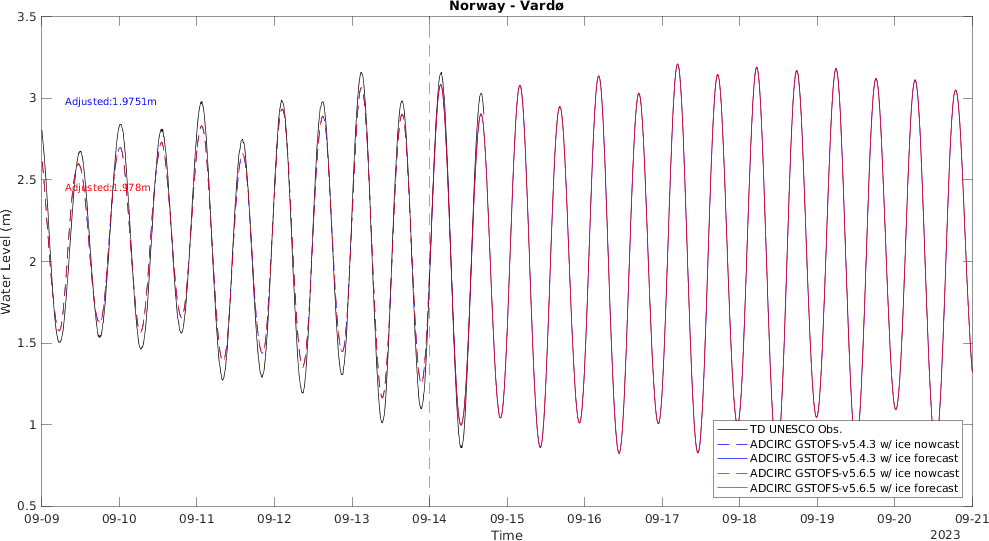 Norway - Vardø
3.5
3
2.5
2
1.5
1
0.5
Water Level (m)
Adjusted:1.9751m
Adjusted:1.978m
TD UNESCO Obs.
ADCIRC GSTOFS-v5.4.3 w/ ice nowcast
ADCIRC GSTOFS-v5.4.3 w/ ice forecast
ADCIRC GSTOFS-v5.6.5 w/ ice nowcast
ADCIRC GSTOFS-v5.6.5 w/ ice forecast
09-09 09-10 09-11 09-12 09-13 09-14 09-15 09-16 09-17 09-18 09-19 09-20 09-21
Time
2023